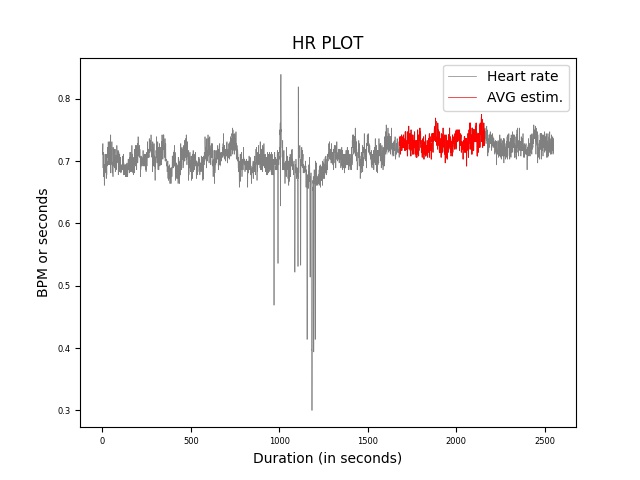 HR PLOT
Heart rate
AVG estim.
BPM or seconds
0.8
0.7
0.6
0.5
0.4
0.3
0
500
1000
1500
2000
2500
Duration (in seconds)